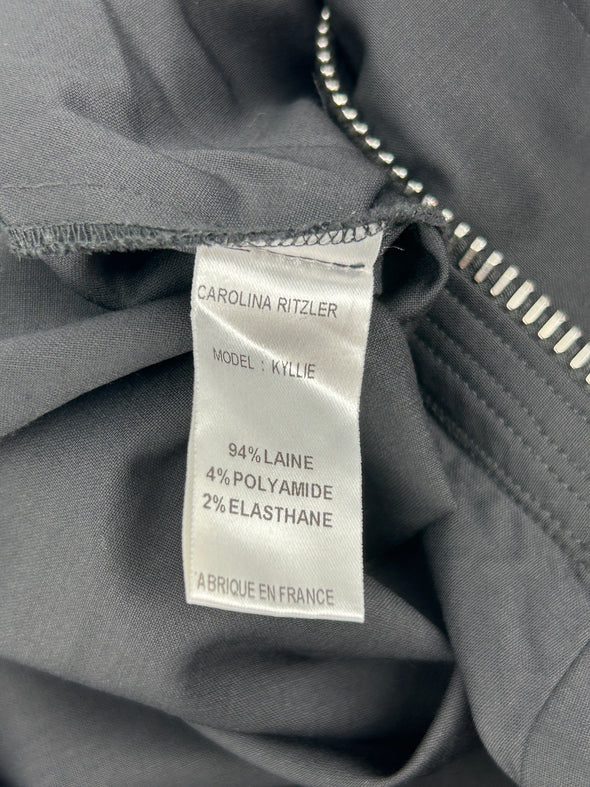 CAROLINA RITZLER
MODEL : KYLLIE
94%LAINE
4%POLYAMIDE
2%ELASTHANE
ABRIQUE EN FRANCE